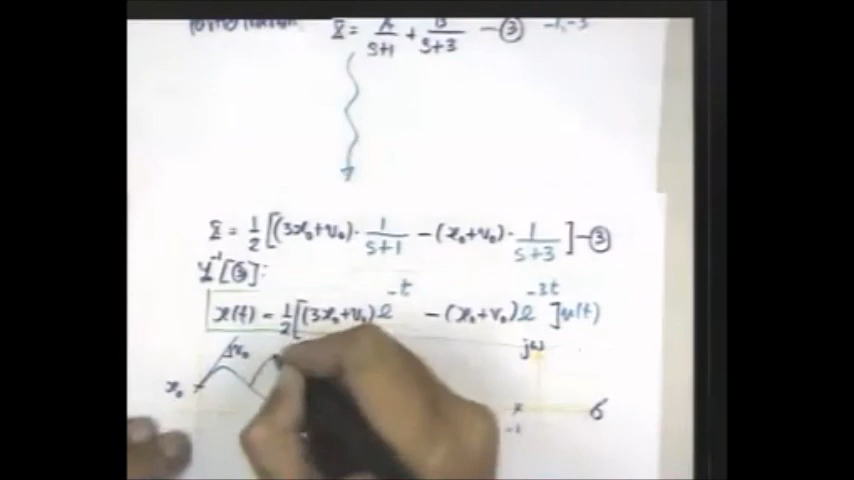 X = A/S+1 + B/S+3 - ③ -1, -3
X = 1/2 [(3x₀+v₀)· 1/S+1 - (x₀+v₀)· 1/S+3 ] - ③
ℒ⁻¹[③]:
x(t) = 1/2 [(3x₀+v₀)e^-t - (x₀+v₀)e^-3t ]u(t)
v₀
jω
x₀
σ
-1